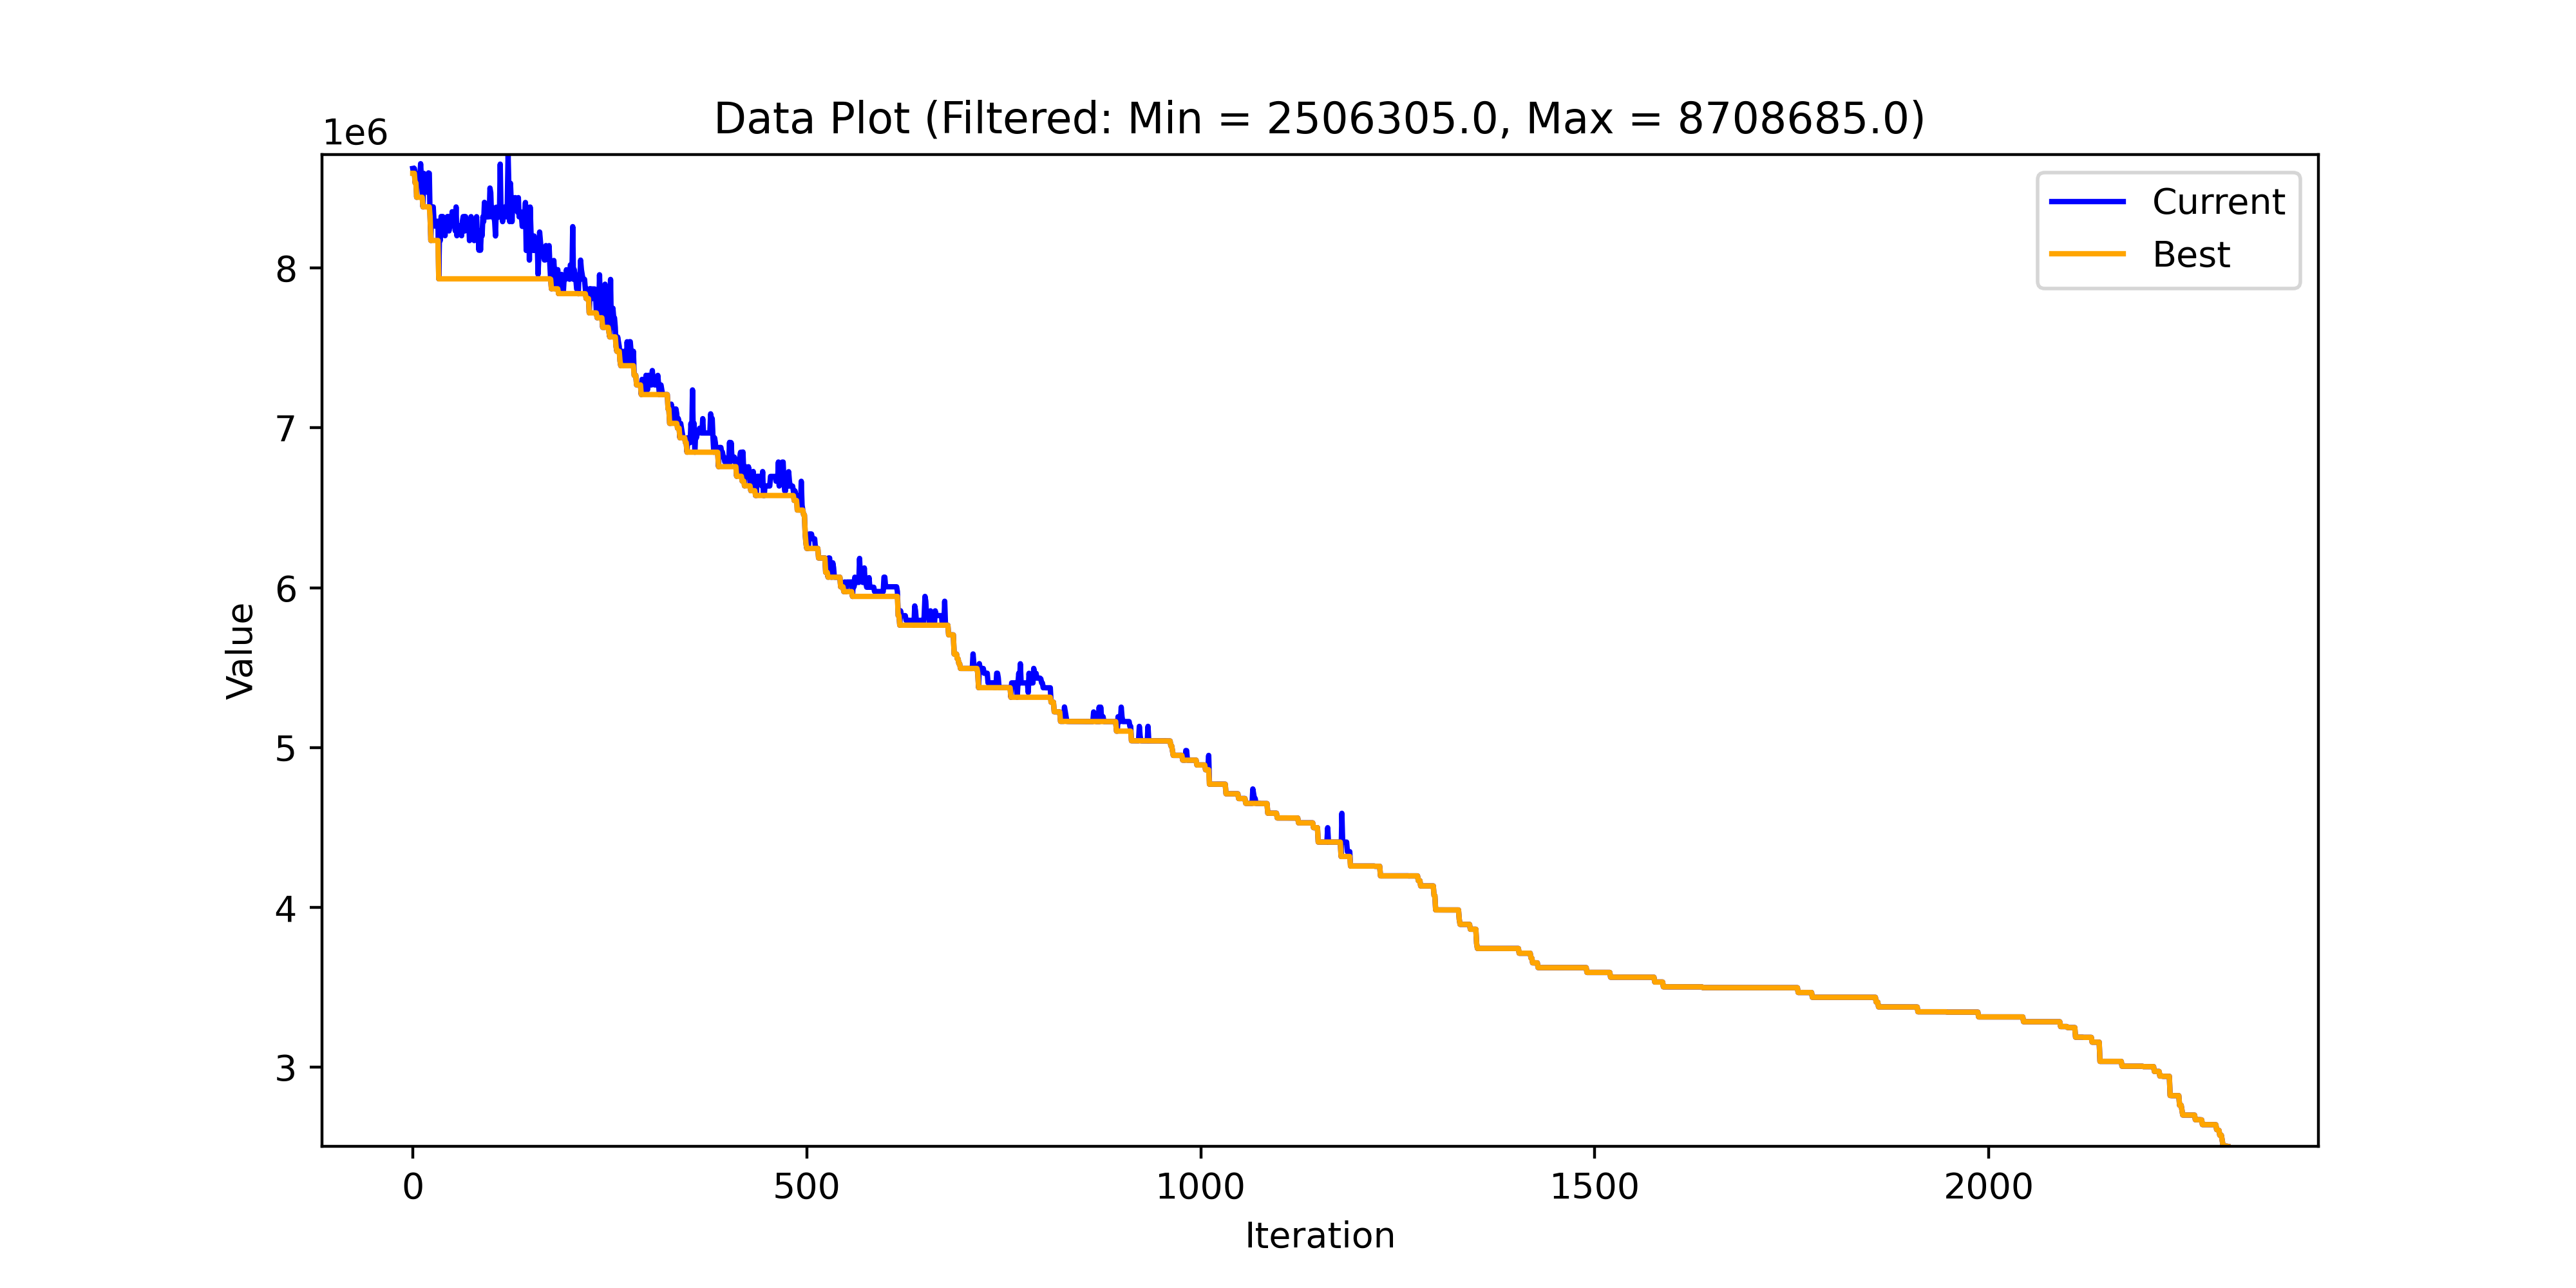 Data Plot (Filtered: Min = 2506305.0, Max = 8708685.0)
1e6
Current
Best
8
7
6
5
4
3
Value
0 500 1000 1500 2000
Iteration